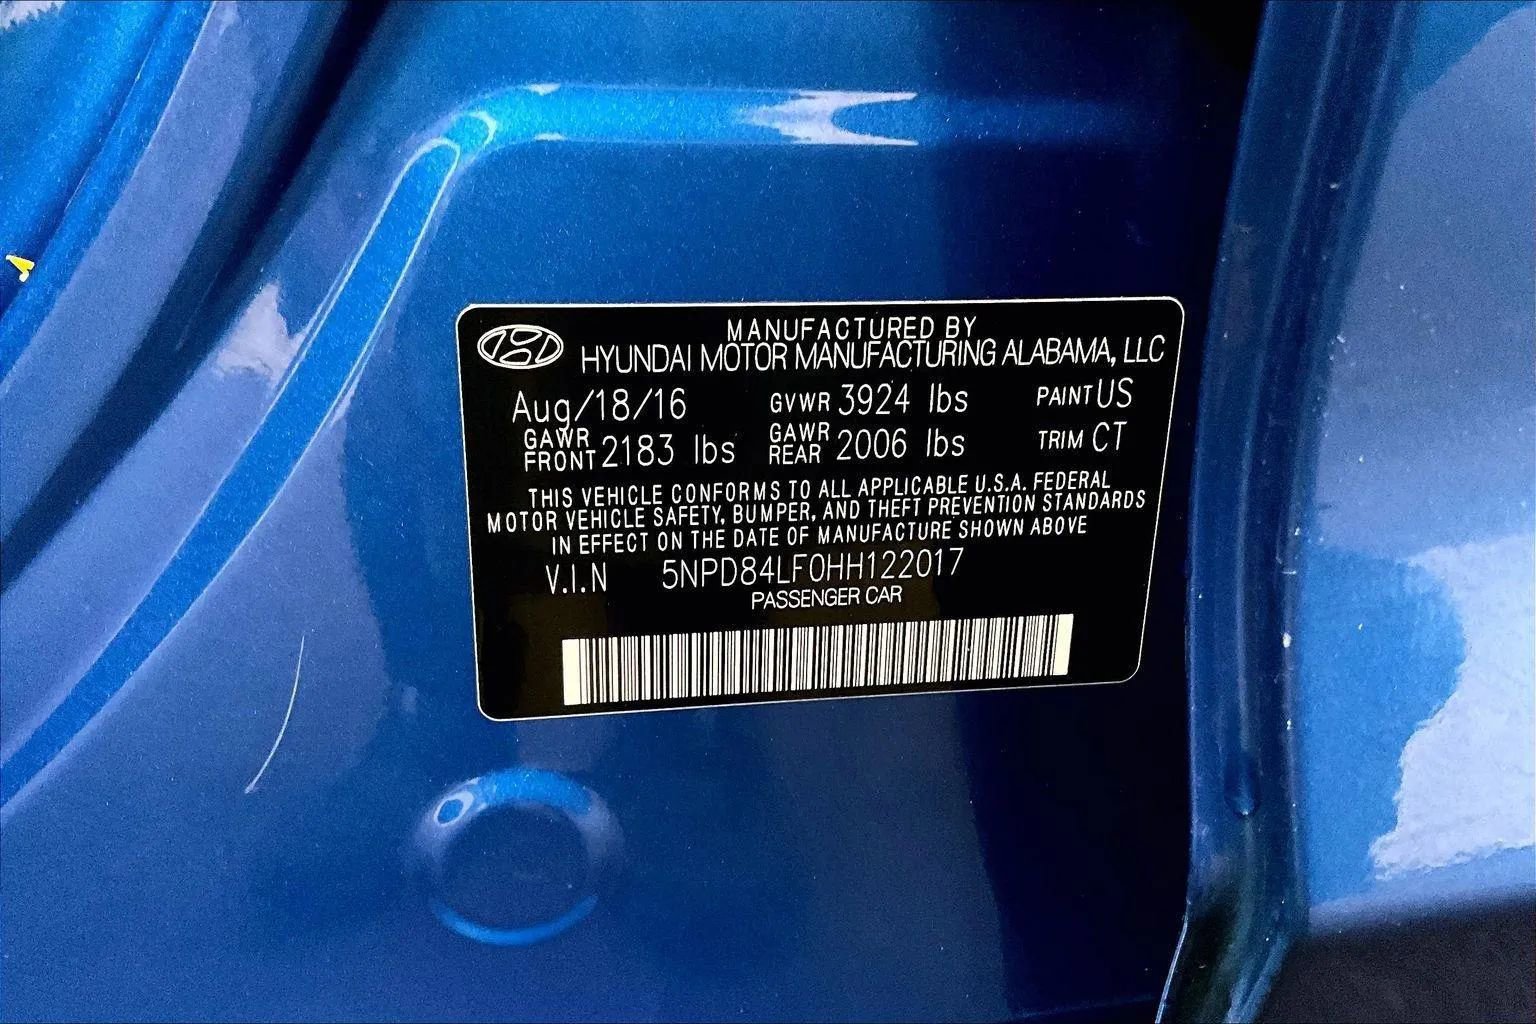 MANUFACTURED BY
HYUNDAI MOTOR MANUFACTURING ALABAMA, LLC
Aug/18/16 GVWR 3924 lbs PAINT US
GAWR FRONT 2183 lbs GAWR REAR 2006 lbs TRIM CT
THIS VEHICLE CONFORMS TO ALL APPLICABLE U.S.A. FEDERAL
MOTOR VEHICLE SAFETY, BUMPER, AND THEFT PREVENTION STANDARDS
IN EFFECT ON THE DATE OF MANUFACTURE SHOWN ABOVE
V.I.N 5NPD84LF0HH122017
PASSENGER CAR